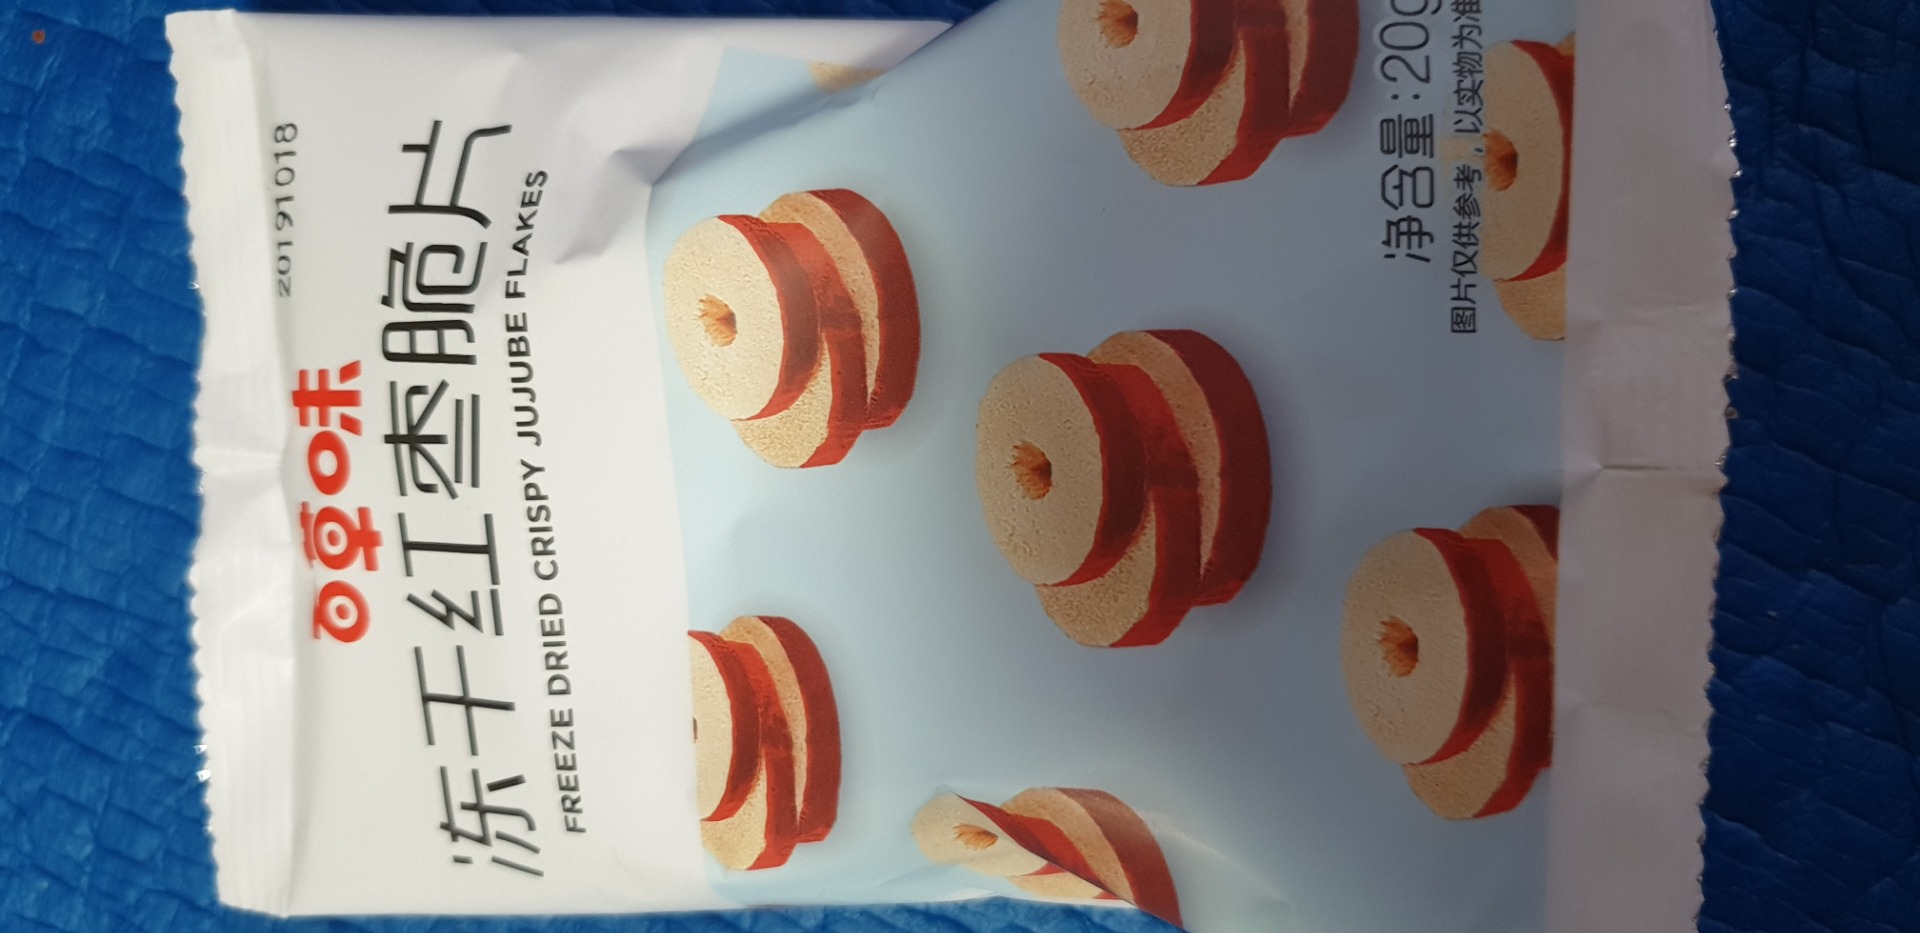 20191018
百草味
冻干红枣脆片
FREEZE DRIED CRISPY JUJUBE FLAKES
净含量:20g
图片仅供参考,以实物为准